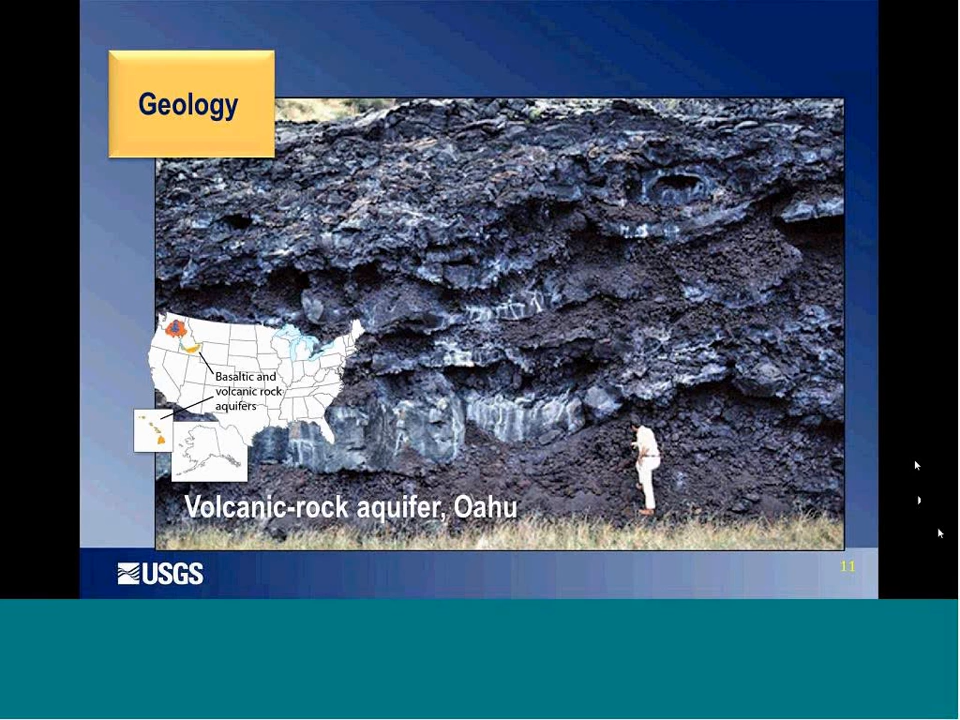 Geology
Basaltic and
volcanic rock
aquifers
Volcanic-rock aquifer, Oahu
USGS
11